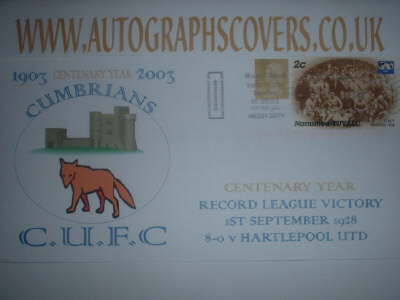 WWW.AUTOGRAPHSCOVERS.CO.UK
1903 CENTENARY YEAR 2003
CUMBRIANS
C.U.F.C
2c
CENTENARY YEAR
RECORD LEAGUE VICTORY
1ST SEPTEMBER 1928
8-0 V HARTLEPOOL UTD